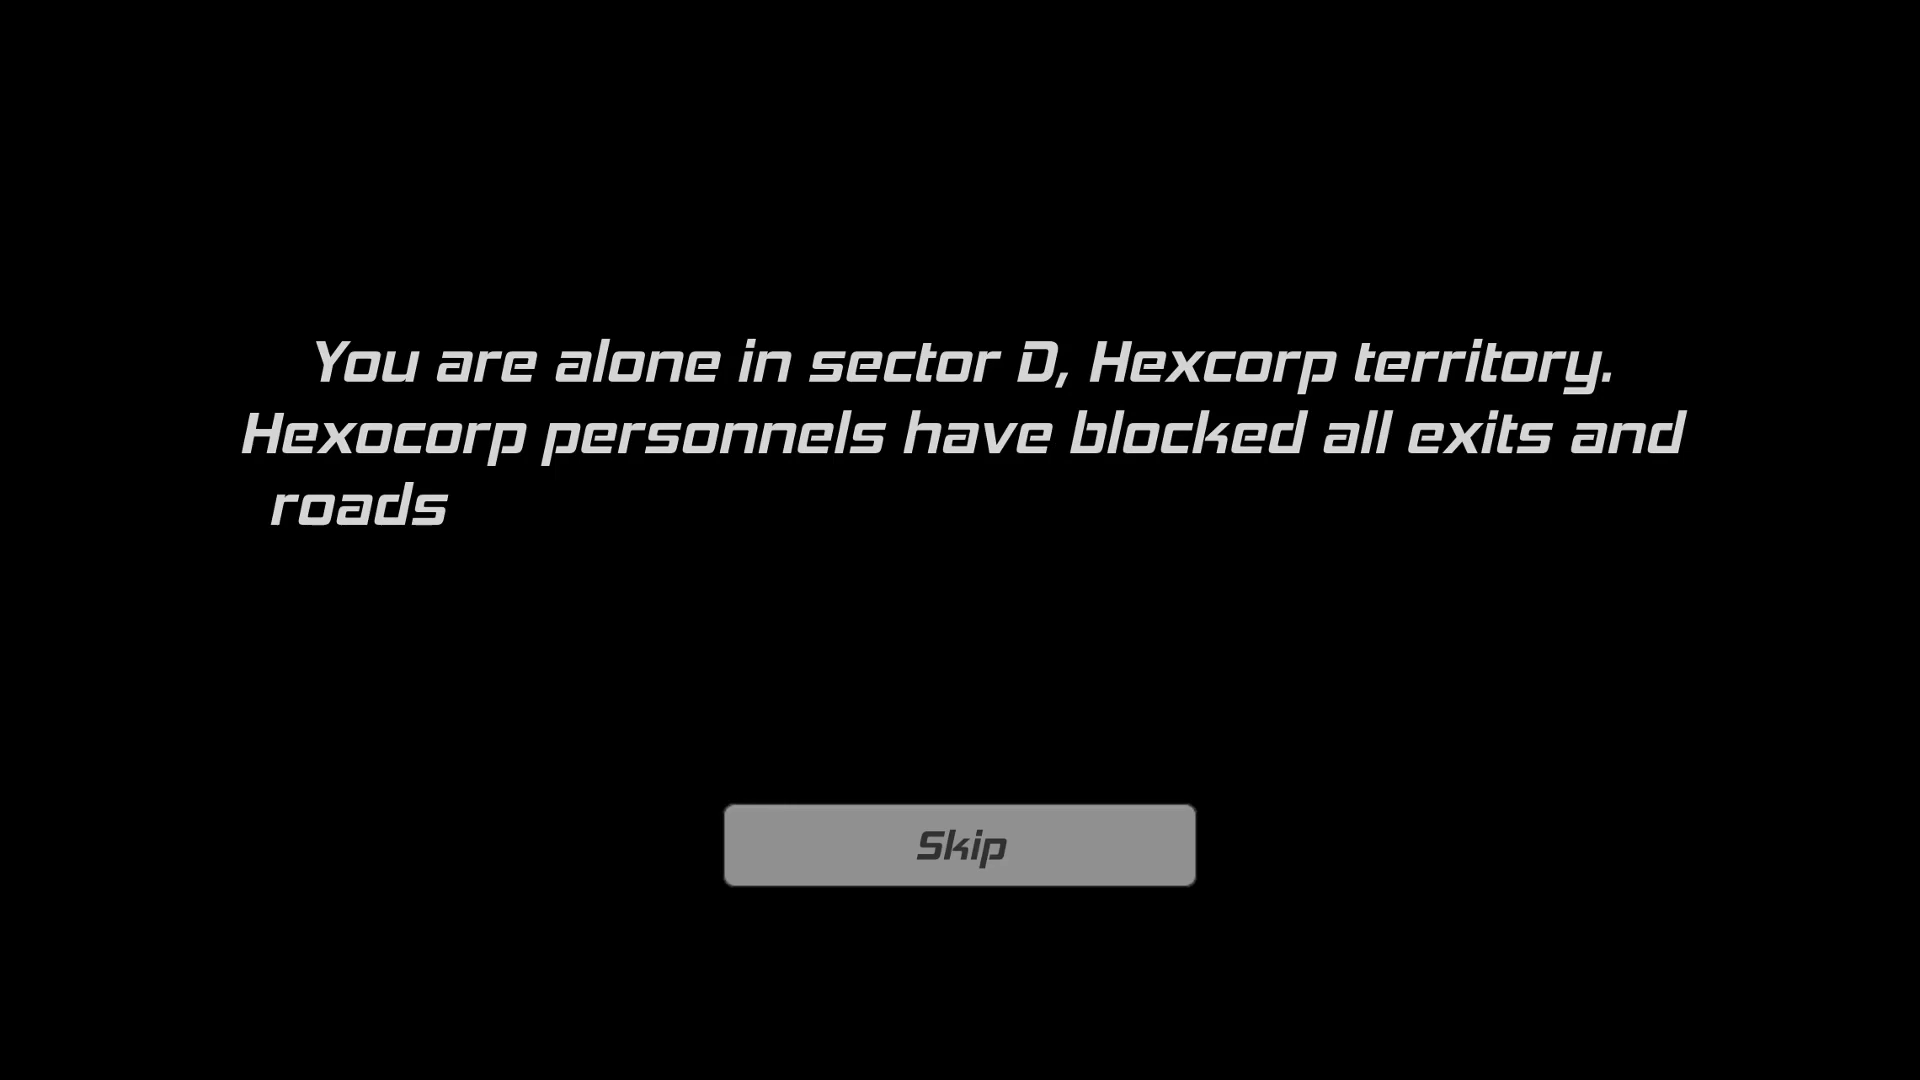 You are alone in sector D, Hexcorp territory.
Hexocorp personnels have blocked all exits and
roads
Skip